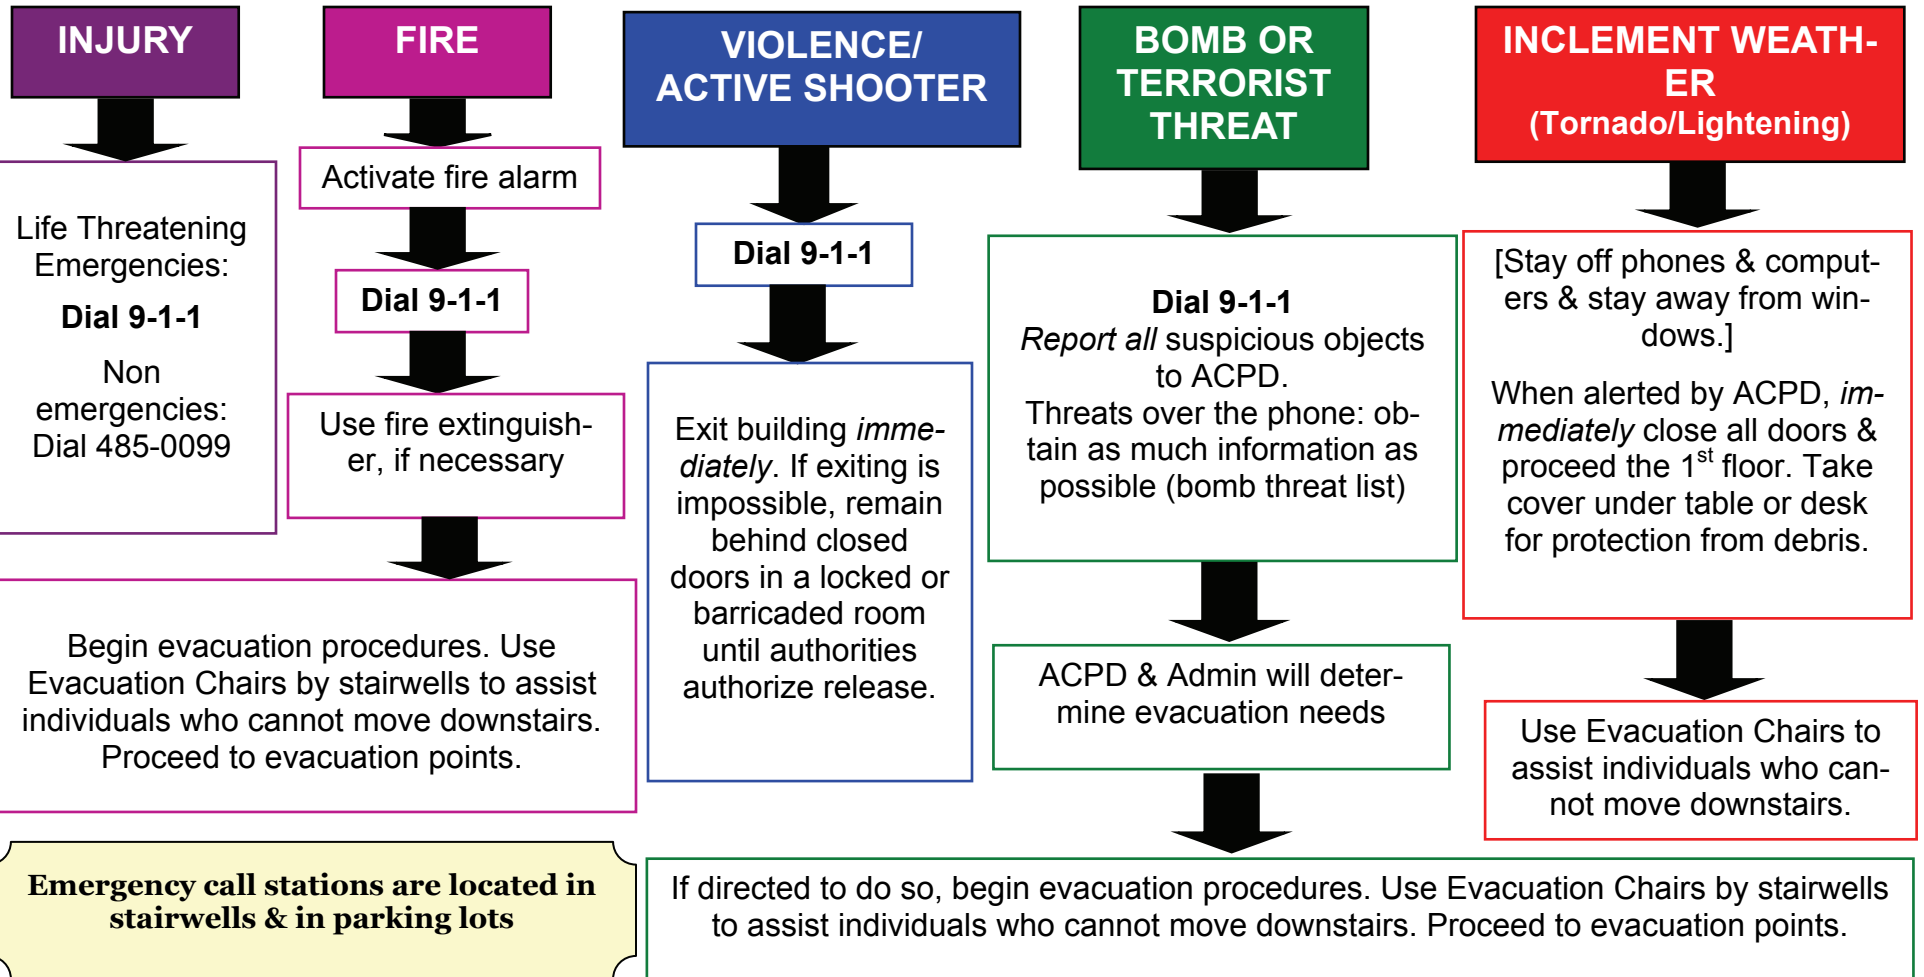 INJURY
Life Threatening
Emergencies:
Dial 9-1-1
Non
emergencies:
Dial 485-0099
FIRE
Activate fire alarm
Dial 9-1-1
Use fire extinguish-
er, if necessary
Begin evacuation procedures. Use
Evacuation Chairs by stairwells to assist
individuals who cannot move downstairs.
Proceed to evacuation points.
VIOLENCE/
ACTIVE SHOOTER
Dial 9-1-1
Exit building imme-
diately. If exiting is
impossible, remain
behind closed
doors in a locked or
barricaded room
until authorities
authorize release.
BOMB OR
TERRORIST
THREAT
Dial 9-1-1
Report all suspicious objects
to ACPD.
Threats over the phone: ob-
tain as much information as
possible (bomb threat list)
ACPD & Admin will deter-
mine evacuation needs
If directed to do so, begin evacuation procedures. Use Evacuation Chairs by stairwells
to assist individuals who cannot move downstairs. Proceed to evacuation points.
INCLEMENT WEATH-
ER
(Tornado/Lightening)
[Stay off phones & comput-
ers & stay away from win-
dows.]
When alerted by ACPD, im-
mediately close all doors &
proceed the 1st floor. Take
cover under table or desk
for protection from debris.
Use Evacuation Chairs to
assist individuals who can-
not move downstairs.
Emergency call stations are located in
stairwells & in parking lots